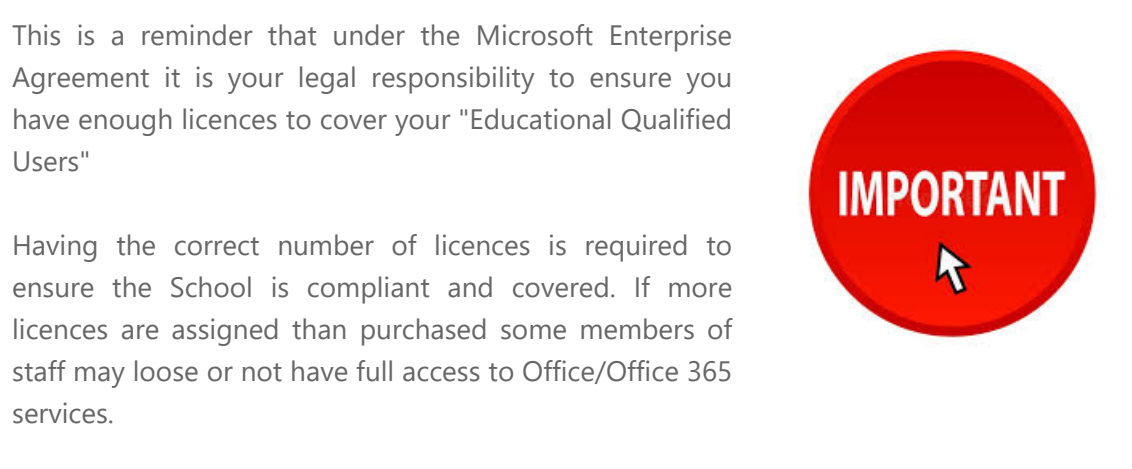 This is a reminder that under the Microsoft Enterprise
Agreement it is your legal responsibility to ensure you
have enough licences to cover your "Educational Qualified
Users"
Having the correct number of licences is required to
ensure the School is compliant and covered. If more
licences are assigned than purchased some members of
staff may loose or not have full access to Office/Office 365
services.
IMPORTANT